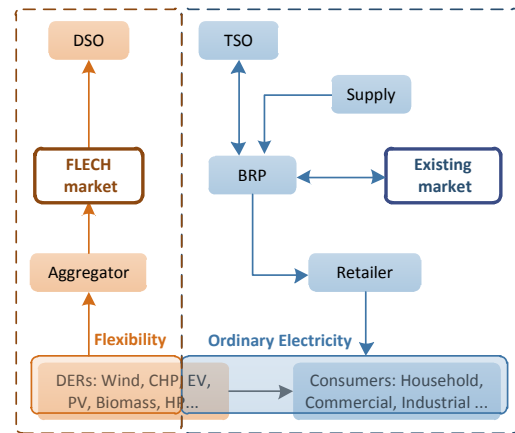 DSO
TSO
Supply
FLECH
market
BRP
Existing
market
Aggregator
Retailer
Flexibility
Ordinary Electricity
DERs: Wind, CHP, EV,
PV, Biomass, HP...
Consumers: Household,
Commercial, Industrial ...